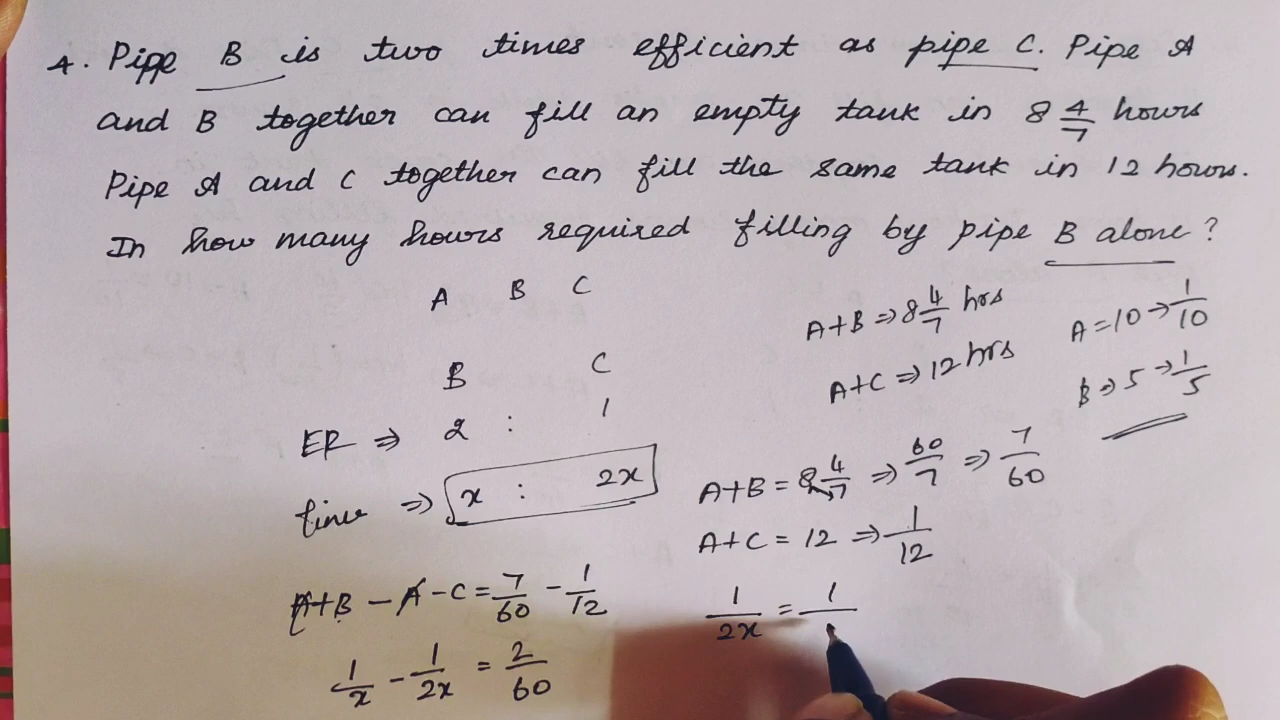 4. Pipe B is two times efficient as pipe C. Pipe A
and B together can fill an empty tank in 8 4/7 hours
Pipe A and C together can fill the same tank in 12 hours.
In how many hours required filling by pipe B alone?
A B C
A+B ⇒ 8 4/7 hrs
A = 10 → 1/10
A+C ⇒ 12 hrs
B ⇒ 5 → 1/5
B C
ER ⇒ 2 : 1
time ⇒ x : 2x
A+B = 8 4/7 ⇒ 60/7 ⇒ 7/60
A+C = 12 ⇒ 1/12
A+B - A - C = 7/60 - 1/12
1/x - 1/2x = 2/60
1/2x = 1/